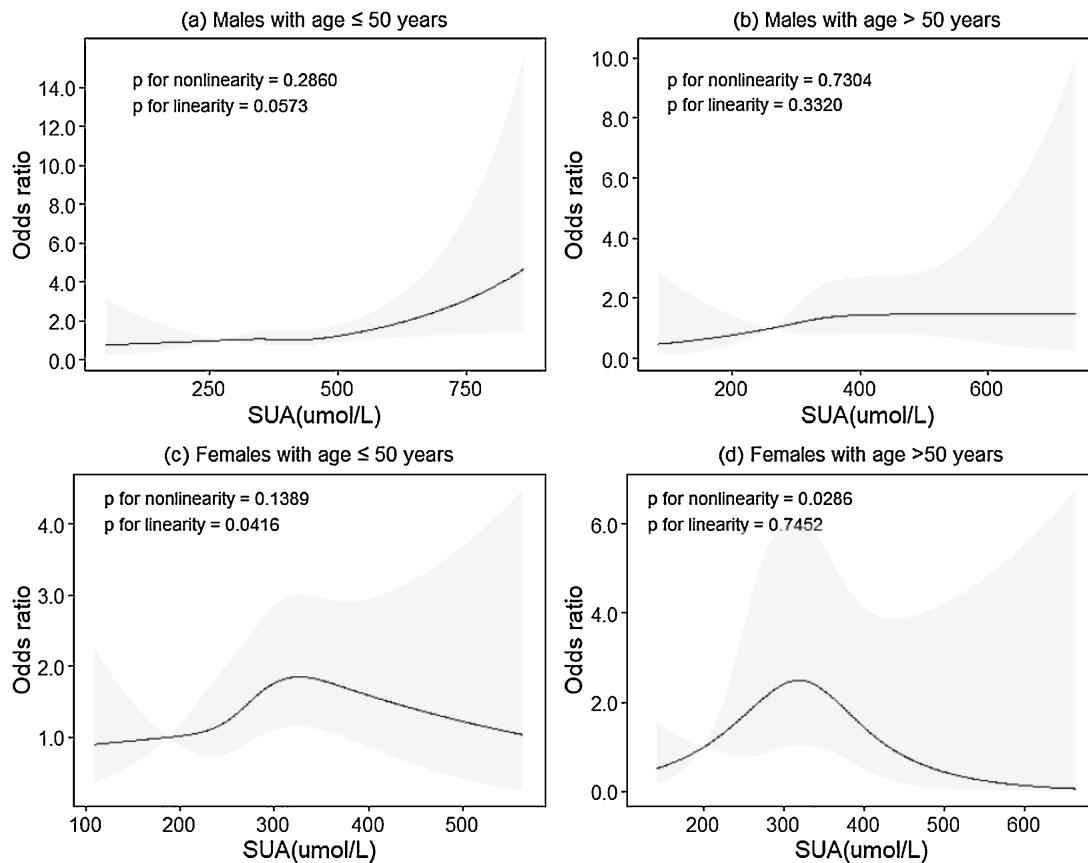 (a) Males with age ≤ 50 years
p for nonlinearity = 0.2860
p for linearity = 0.0573
14.0
12.0
10.0
8.0
6.0
4.0
2.0
0.0
Odds ratio
250 500 750
SUA(umol/L)
(b) Males with age > 50 years
p for nonlinearity = 0.7304
p for linearity = 0.3320
10.0
8.0
6.0
4.0
2.0
0.0
Odds ratio
200 400 600
SUA(umol/L)
(c) Females with age ≤ 50 years
p for nonlinearity = 0.1389
p for linearity = 0.0416
4.0
3.0
2.0
1.0
Odds ratio
100 200 300 400 500
SUA(umol/L)
(d) Females with age >50 years
p for nonlinearity = 0.0286
p for linearity = 0.7452
6.0
4.0
2.0
0.0
Odds ratio
200 300 400 500 600
SUA(umol/L)